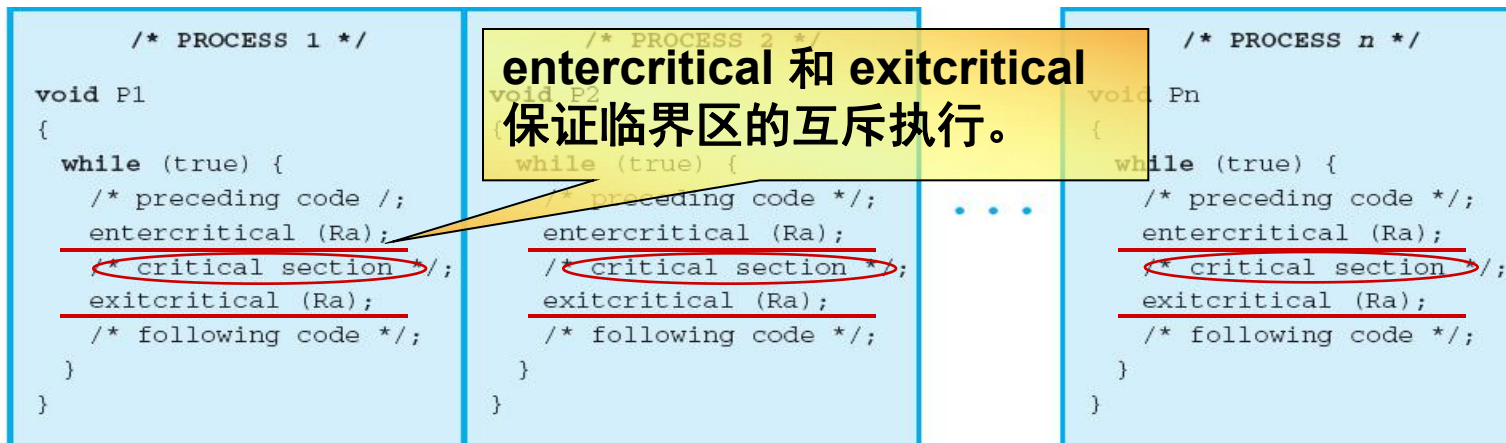 /* PROCESS 1 */
void P1
{
while (true) {
/* preceding code /;
entercritical (Ra);
/* critical section */;
exitcritical (Ra);
/* following code */;
}
}
/* PROCESS 2 */
void P2
{
while (true) {
/* preceding code */;
entercritical (Ra);
/* critical section */;
exitcritical (Ra);
/* following code */;
}
}
entercritical 和 exitcritical
保证临界区的互斥执行。
• • •
/* PROCESS n */
void Pn
{
while (true) {
/* preceding code */;
entercritical (Ra);
/* critical section */;
exitcritical (Ra);
/* following code */;
}
}